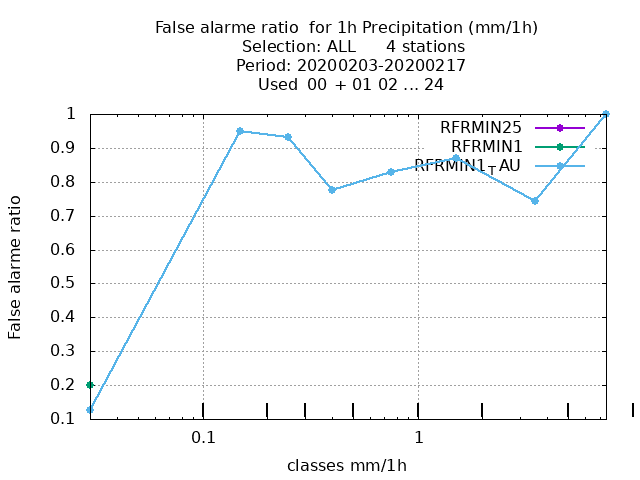 False alarme ratio  for 1h Precipitation (mm/1h)
Selection: ALL      4 stations
Period: 20200203-20200217
Used  00 + 01 02 ... 24
RFRMIN25
RFRMIN1
RFRMIN1TAU
1
0.9
0.8
0.7
0.6
0.5
0.4
0.3
0.2
0.1
False alarme ratio
0.1 1
classes mm/1h